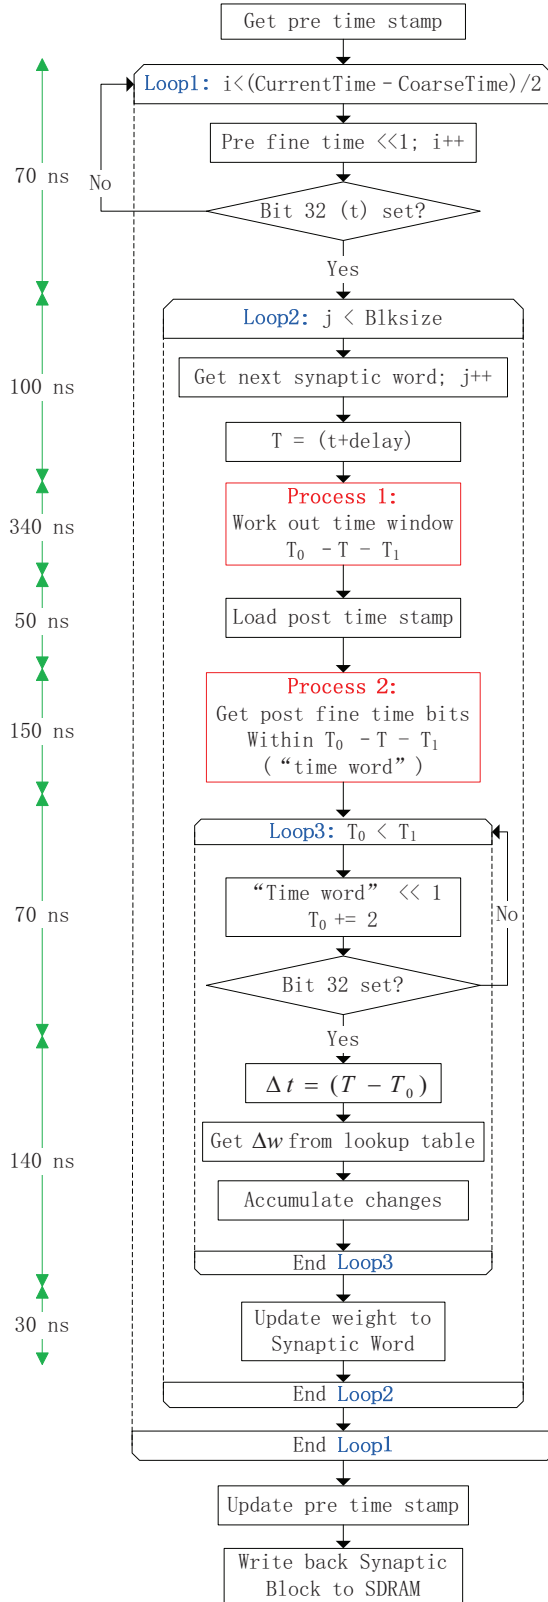 Get pre time stamp
Loop1: i<(CurrentTime-CoarseTime)/2
Pre fine time <<1; i++
70 ns
No
Bit 32 (t) set?
Yes
Loop2: j < Blksize
Get next synaptic word; j++
100 ns
T = (t+delay)
Process 1:
Work out time window
T₀ -T- T₁
340 ns
Load post time stamp
50 ns
Process 2:
Get post fine time bits
Within T₀ -T- T₁
(“time word”)
150 ns
Loop3: T₀ < T₁
“Time word” << 1
T₀ += 2
70 ns
No
Bit 32 set?
Yes
Δt = (T - T₀)
Get Δw from lookup table
140 ns
Accumulate changes
End Loop3
Update weight to
Synaptic Word
30 ns
End Loop2
End Loop1
Update pre time stamp
Write back Synaptic
Block to SDRAM